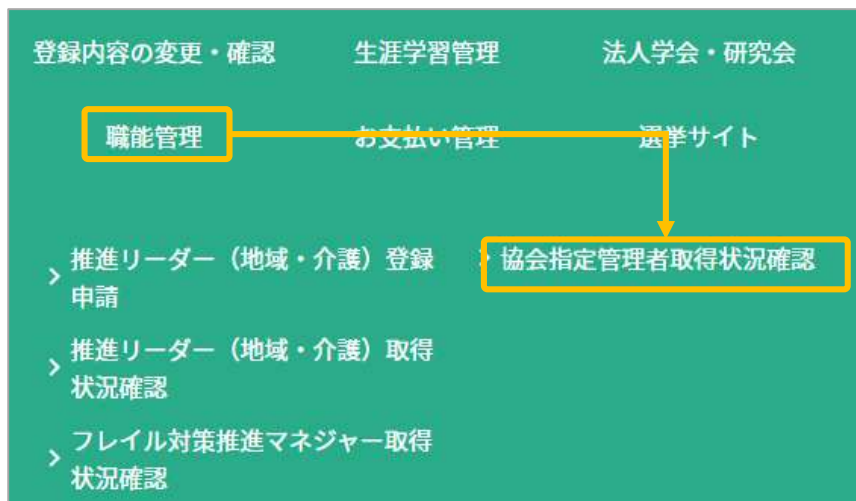 登録内容の変更・確認 生涯学習管理 法人学会・研究会
職能管理 お支払い管理 選挙サイト
推進リーダー（地域・介護）登録
申請
協会指定管理者取得状況確認
推進リーダー（地域・介護）取得
状況確認
フレイル対策推進マネジャー取得
状況確認